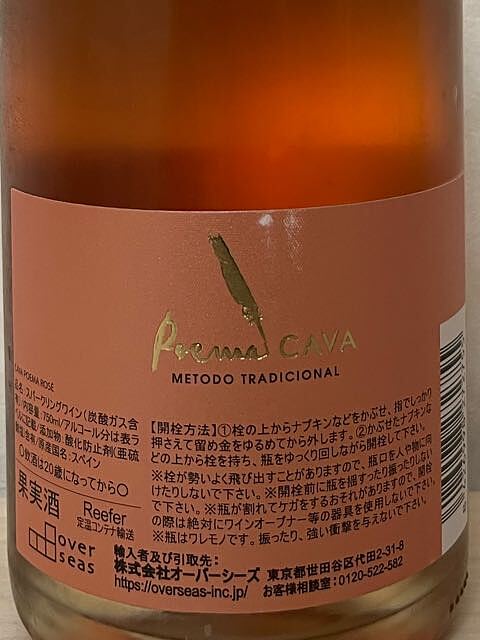 Poema CAVA
METODO TRADICIONAL
CAVA POEMA ROSÉ
品名:スパークリングワイン(炭酸ガス含
有)/内容量:750ml/アルコール分は表ラ
ベルに記載/添加物:酸化防止剤(亜硫
酸塩)含有/原産国名:スペイン
〇飲酒は20歳になってから〇
果実酒
Reefer
定温コンテナ輸送
over
seas
【開栓方法】①栓の上からナプキンなどをかぶせ、指でしっかり
押さえて留め金をゆるめてから外します。②かぶせたナプキンな
どの上から栓を持ち、瓶をゆっくり回しながら開栓して下さい。
※栓が勢いよく飛び出すことがありますので、瓶口を人や物に向
けたりしないで下さい。※開栓前に瓶を揺すったり振ったりしない
で下さい。※瓶が割れてケガをするおそれがありますので、開栓
の際は絶対にワインオープナー等の器具を使用しないで下さい。
※瓶はワレモノです。振ったり、強い衝撃を与えないで下さい。
輸入者及び引取先:
株式会社オーバーシーズ 東京都世田谷区代田2-31-8
https://overseas-inc.jp/ お客様相談室:0120-522-582